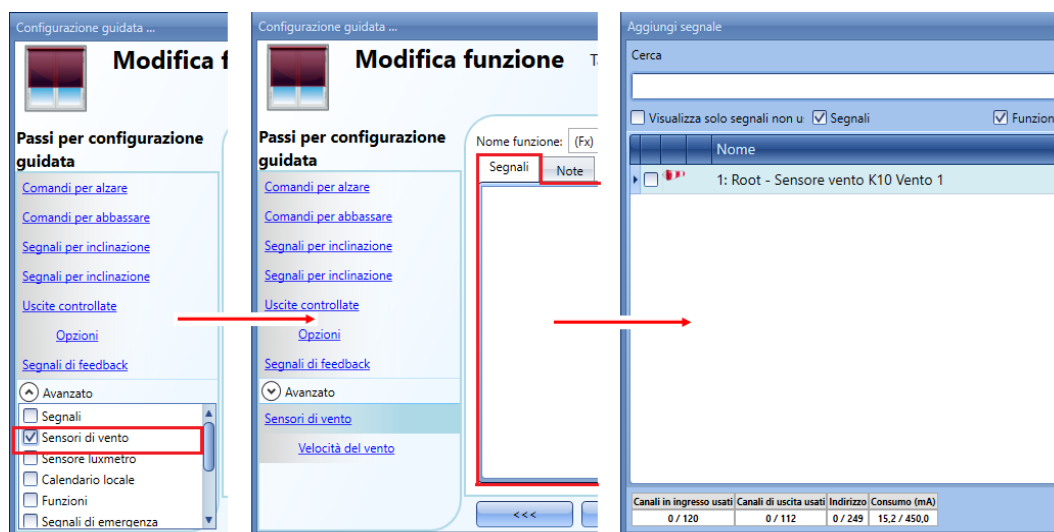 Configurazione guidata ...
Modifica f
Passi per configurazione
guidata
Comandi per alzare
Comandi per abbassare
Segnali per inclinazione
Segnali per inclinazione
Uscite controllate
Opzioni
Segnali di feedback
Avanzato
Segnali
Sensori di vento
Sensore luxmetro
Calendario locale
Funzioni
Segnali di emergenza
Configurazione guidata ...
Modifica funzione
Passi per configurazione
guidata
Comandi per alzare
Comandi per abbassare
Segnali per inclinazione
Segnali per inclinazione
Uscite controllate
Opzioni
Segnali di feedback
Avanzato
Sensori di vento
Velocità del vento
Nome funzione: (Fx)
Segnali Note
<<<
Aggiungi segnale
Cerca
Visualizza solo segnali non u Segnali Funzion
Nome
1: Root - Sensore vento K10 Vento 1
Canali in ingresso usati Canali di uscita usati Indirizzo Consumo (mA)
0 / 120 0 / 112 0 / 249 15,2 / 450,0